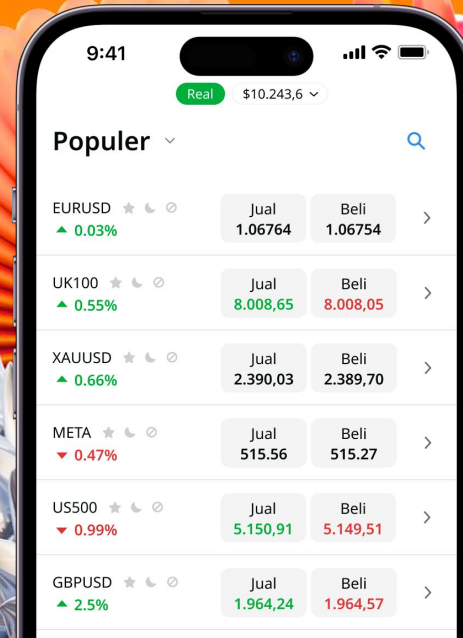 9:41
Real $10.243,6
Populer
EURUSD
0.03%
Jual
1.06764
Beli
1.06754
UK100
0.55%
Jual
8.008,65
Beli
8.008,05
XAUUSD
0.66%
Jual
2.390,03
Beli
2.389,70
META
0.47%
Jual
515.56
Beli
515.27
US500
0.99%
Jual
5.150,91
Beli
5.149,51
GBPUSD
2.5%
Jual
1.964,24
Beli
1.964,57